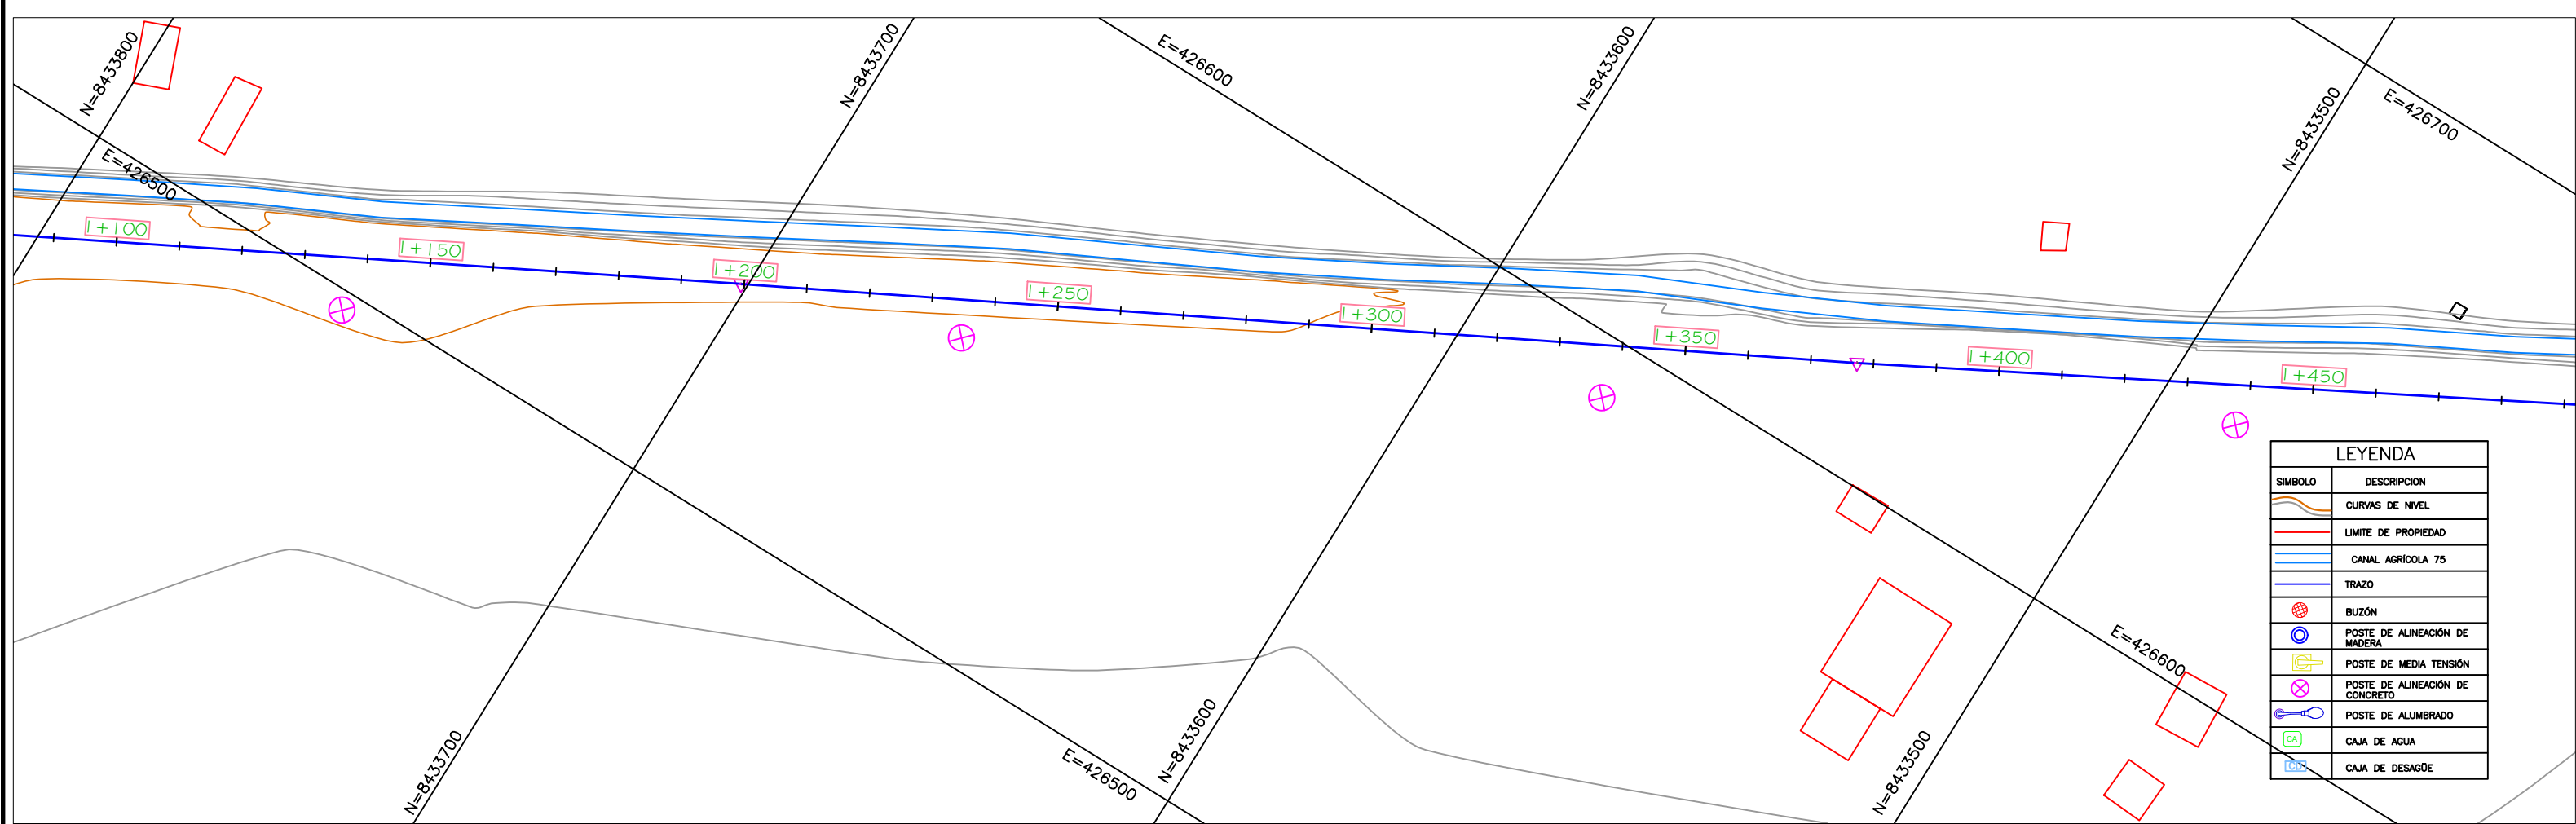 N=8433800
N=8433700
E=426600
N=8433600
N=8433500
E=426700
E=426500
1+100
1+150
1+200
1+250
1+300
1+350
1+400
1+450
N=8433700
E=426500
N=8433600
N=8433500
E=426600
LEYENDA
SIMBOLO DESCRIPCION
CURVAS DE NIVEL
LIMITE DE PROPIEDAD
CANAL AGRÍCOLA 75
TRAZO
BUZÓN
POSTE DE ALINEACIÓN DE
MADERA
POSTE DE MEDIA TENSIÓN
POSTE DE ALINEACIÓN DE
CONCRETO
POSTE DE ALUMBRADO
CA CAJA DE AGUA
CD CAJA DE DESAGÜE